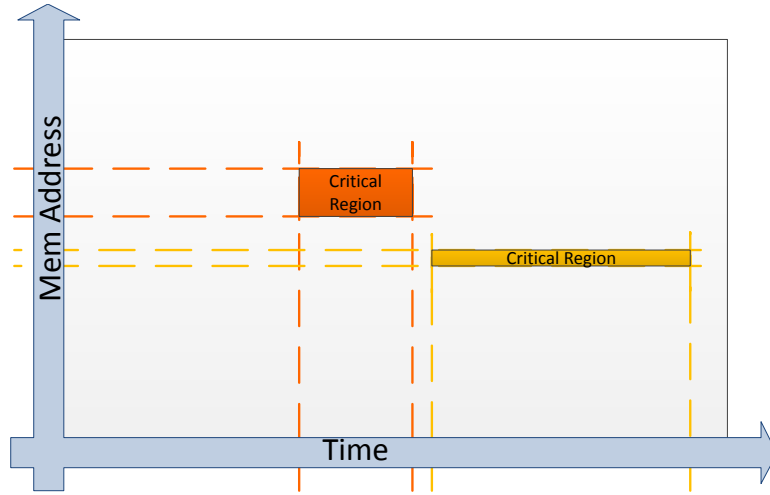 Mem Address
Critical
Region
Critical Region
Time